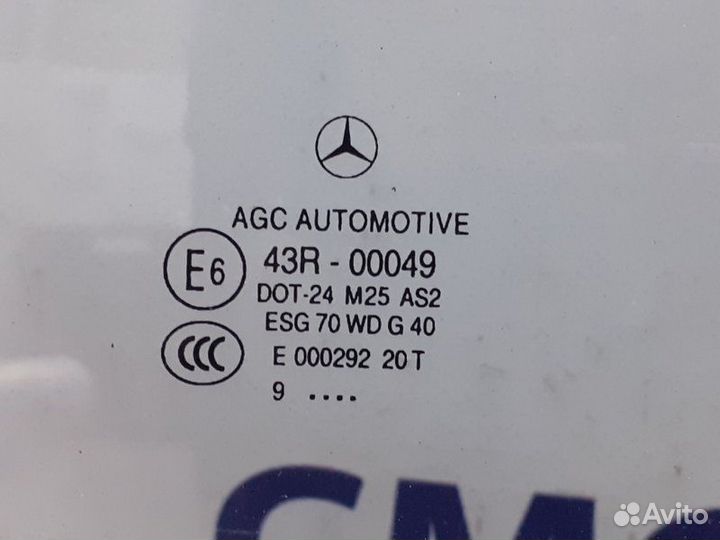 AGC AUTOMOTIVE
E6 43R - 00049
DOT-24 M25 AS2
ESG 70 WD G 40
CCC E 000292 20 T
9 ....
Avito